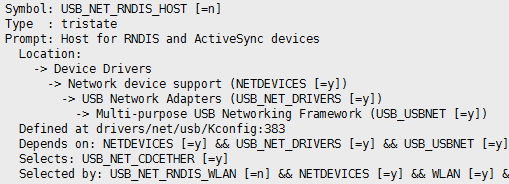 Symbol: USB_NET_RNDIS_HOST [=n]
Type  : tristate
Prompt: Host for RNDIS and ActiveSync devices
  Location:
    -> Device Drivers
      -> Network device support (NETDEVICES [=y])
        -> USB Network Adapters (USB_NET_DRIVERS [=y])
          -> Multi-purpose USB Networking Framework (USB_USBNET [=y])
  Defined at drivers/net/usb/Kconfig:383
  Depends on: NETDEVICES [=y] && USB_NET_DRIVERS [=y] && USB_USBNET [=y]
  Selects: USB_NET_CDCETHER [=y]
  Selected by: USB_NET_RNDIS_WLAN [=n] && NETDEVICES [=y] && WLAN [=y] &